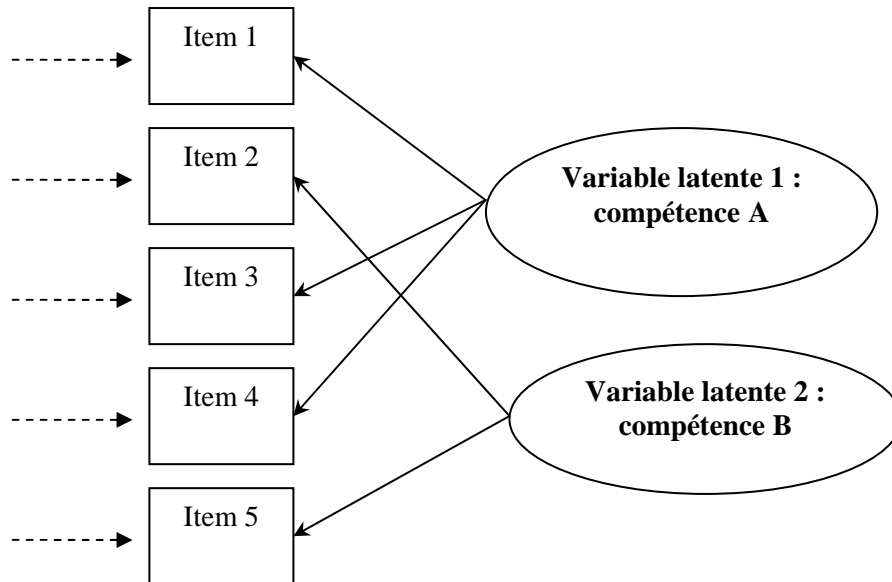 Item 1
Item 2
Variable latente 1 :
compétence A
Item 3
Item 4
Variable latente 2 :
compétence B
Item 5